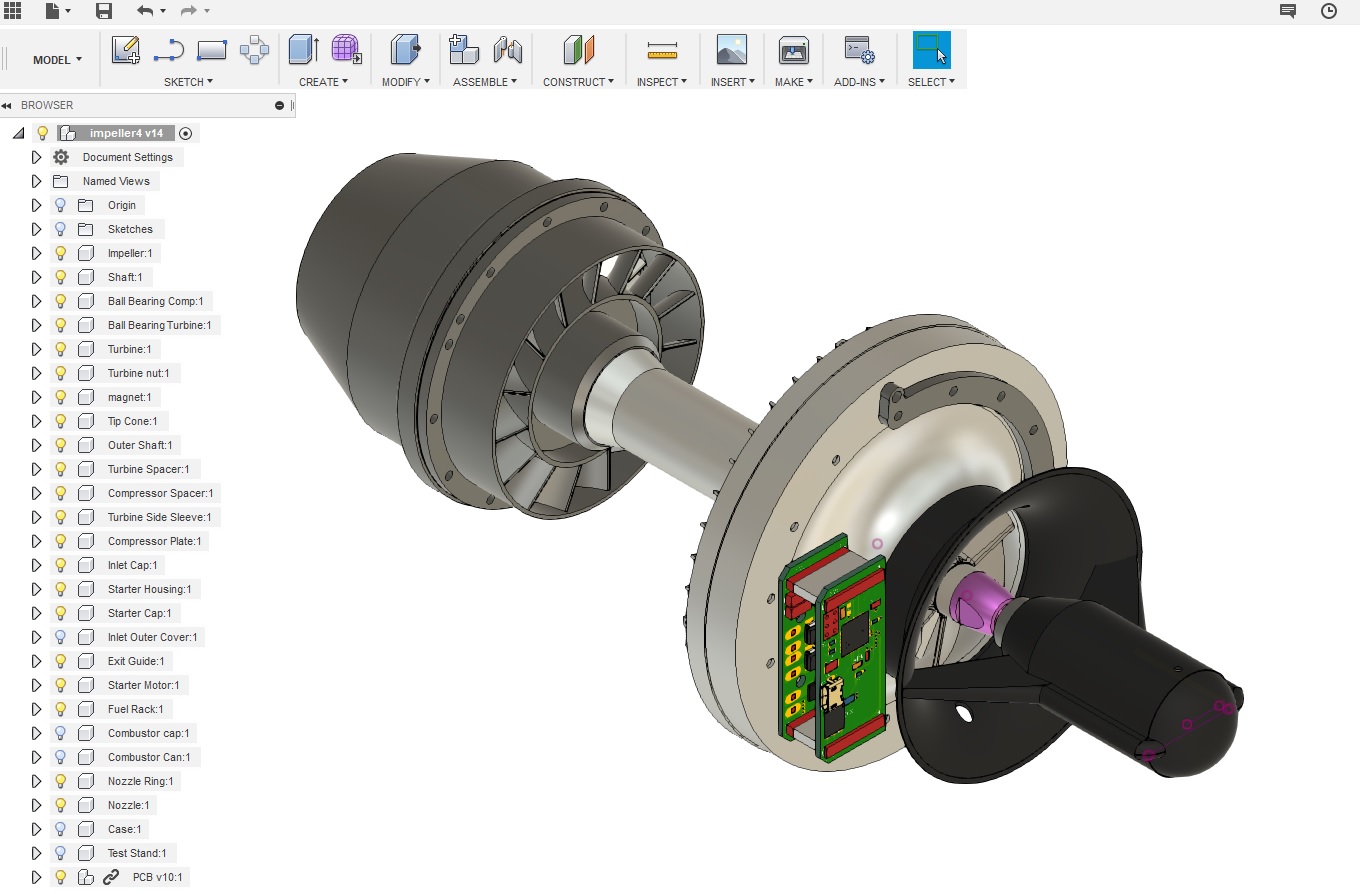 MODEL
SKETCH
CREATE
MODIFY
ASSEMBLE
CONSTRUCT
INSPECT
INSERT
MAKE
ADD-INS
SELECT
BROWSER
impeller4 v14
Document Settings
Named Views
Origin
Sketches
Impeller:1
Shaft:1
Ball Bearing Comp:1
Ball Bearing Turbine:1
Turbine:1
Turbine nut:1
magnet:1
Tip Cone:1
Outer Shaft:1
Turbine Spacer:1
Compressor Spacer:1
Turbine Side Sleeve:1
Compressor Plate:1
Inlet Cap:1
Starter Housing:1
Starter Cap:1
Inlet Outer Cover:1
Exit Guide:1
Starter Motor:1
Fuel Rack:1
Combustor cap:1
Combustor Can:1
Nozzle Ring:1
Nozzle:1
Case:1
Test Stand:1
PCB v10:1